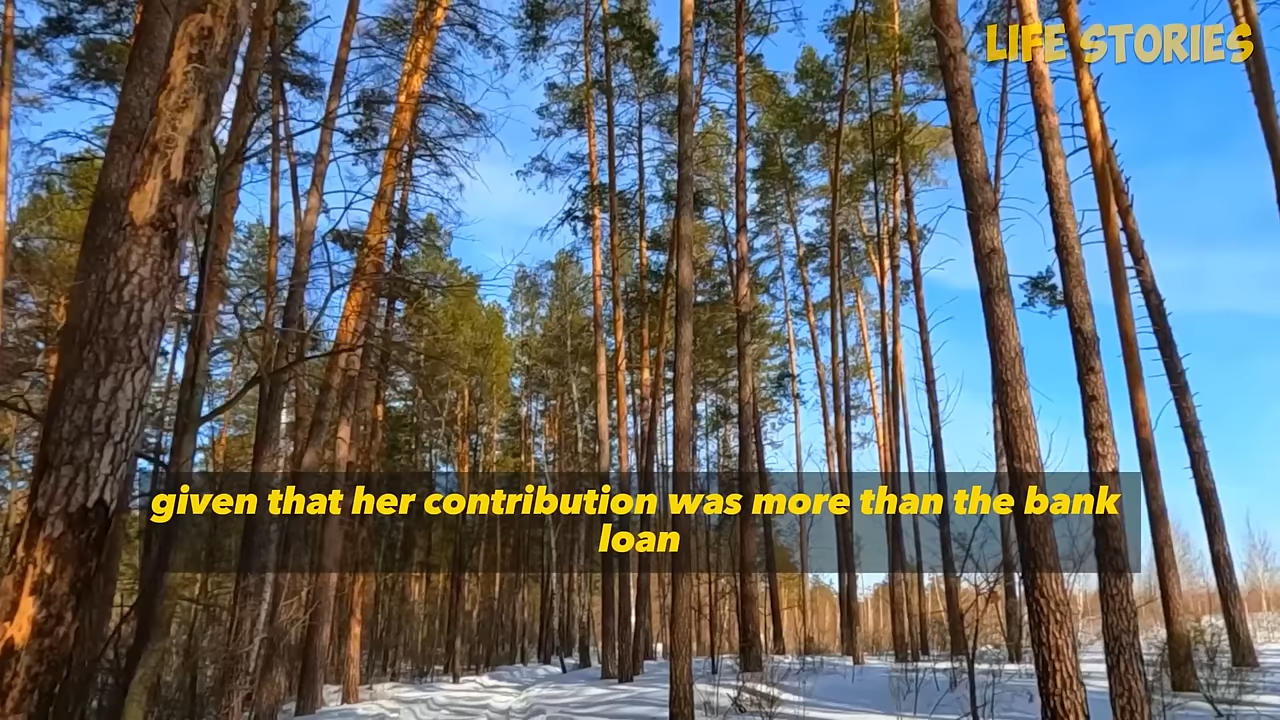 LIFE STORIES
given that her contribution was more than the bank
loan